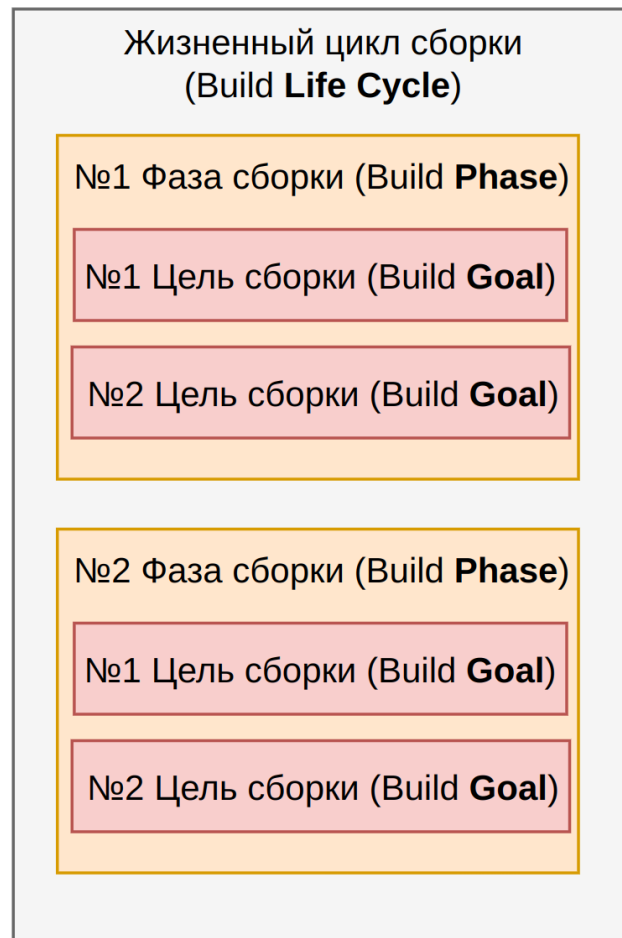 Жизненный цикл сборки
(Build Life Cycle)
№1 Фаза сборки (Build Phase)
№1 Цель сборки (Build Goal)
№2 Цель сборки (Build Goal)
№2 Фаза сборки (Build Phase)
№1 Цель сборки (Build Goal)
№2 Цель сборки (Build Goal)